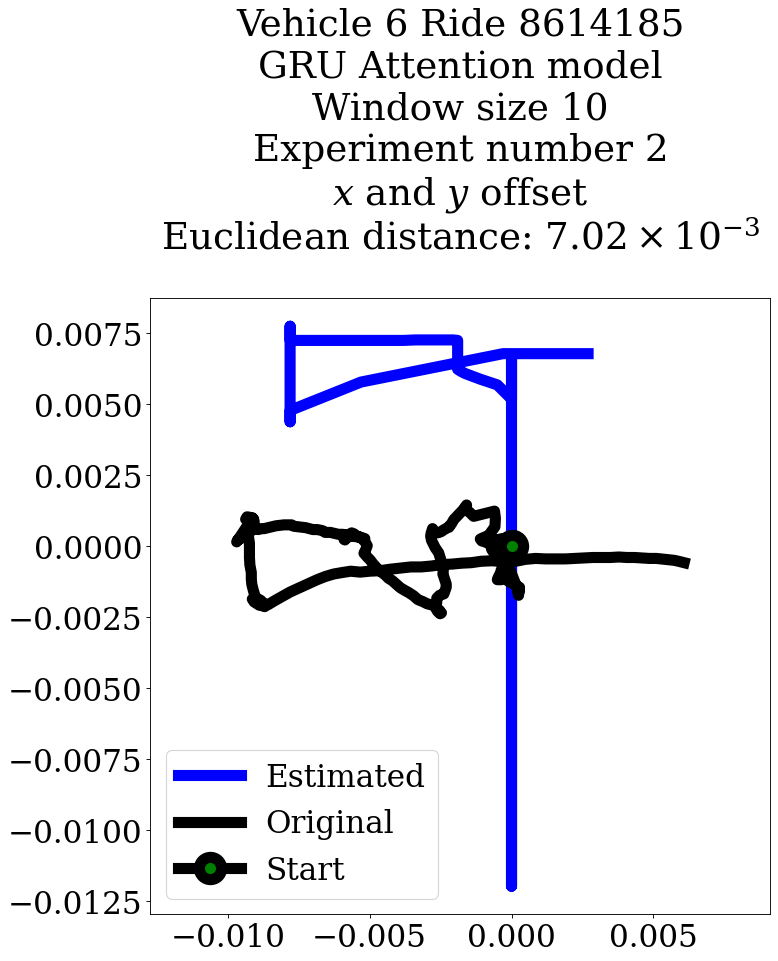 Vehicle 6 Ride 8614185
GRU Attention model
Window size 10
Experiment number 2
x and y offset
Euclidean distance: 7.02 × 10⁻³
0.0075
0.0050
0.0025
0.0000
−0.0025
−0.0050
−0.0075
−0.0100
−0.0125
Estimated
Original
Start
−0.010 −0.005 0.000 0.005